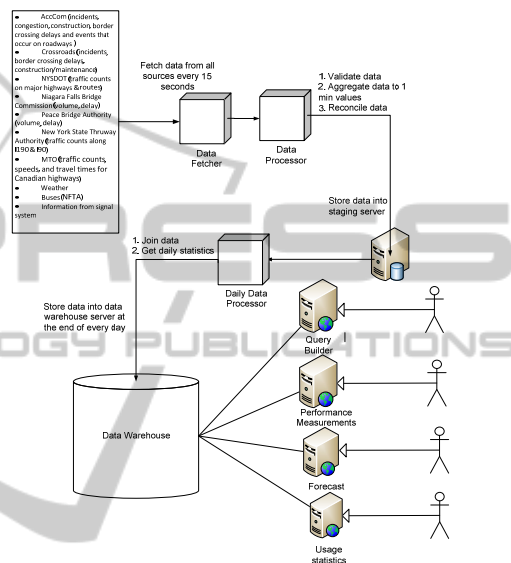 • AccCom (incidents,
congestion, construction, border
crossing delays and events that
occur on roadways )
• Crossroads (incidents,
border crossing delays,
construction/maintenance)
• NYSDOT (traffic counts
on major highways & routes)
• Niagara Falls Bridge
Commission (volume, delay)
• Peace Bridge Authority
(volume, delay)
• New York State Thruway
Authority (traffic counts along
I190 & I90)
• MTO (traffic counts,
speeds, and travel times for
Canadian highways)
• Weather
• Buses (NFTA)
• Information from signal
system
Fetch data from all
sources every 15
seconds
Data
Fetcher
Data
Processor
1. Validate data
2. Aggregate data to 1
min values
3. Reconcile data
Store data into
staging server
1. Join data
2. Get daily statistics
Daily Data
Processor
Store data into data
warehouse server at
the end of every day
Data Warehouse
Query
Builder
Performance
Measurements
Forecast
Usage
statistics
PRESS
OGY PUBLICATIONS